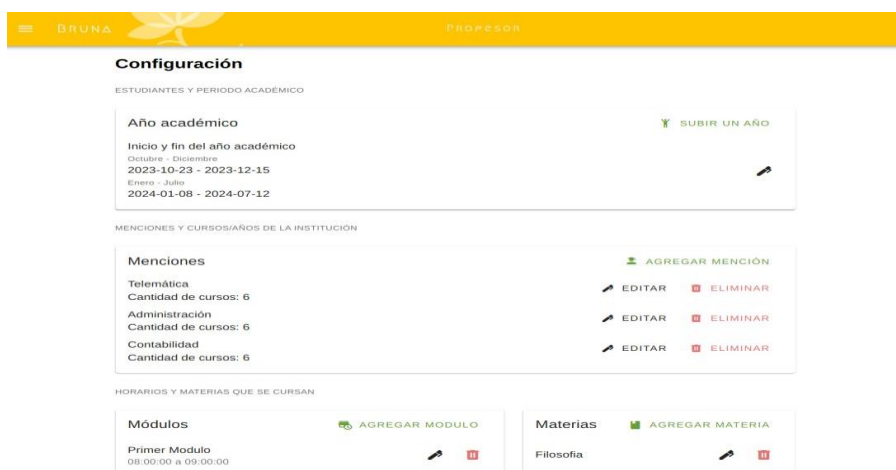 BRUNA
PROFESOR
Configuración
ESTUDIANTES Y PERIODO ACADÉMICO
Año académico
SUBIR UN AÑO
Inicio y fin del año académico
Octubre - Diciembre
2023-10-23 - 2023-12-15
Enero - Julio
2024-01-08 - 2024-07-12
MENCIONES Y CURSOS/AÑOS DE LA INSTITUCIÓN
Menciones
AGREGAR MENCIÓN
Telemática
Cantidad de cursos: 6
EDITAR ELIMINAR
Administración
Cantidad de cursos: 6
EDITAR ELIMINAR
Contabilidad
Cantidad de cursos: 6
EDITAR ELIMINAR
HORARIOS Y MATERIAS QUE SE CURSAN
Módulos
AGREGAR MODULO
Primer Modulo
08:00:00 a 09:00:00
Materias
AGREGAR MATERIA
Filosofia